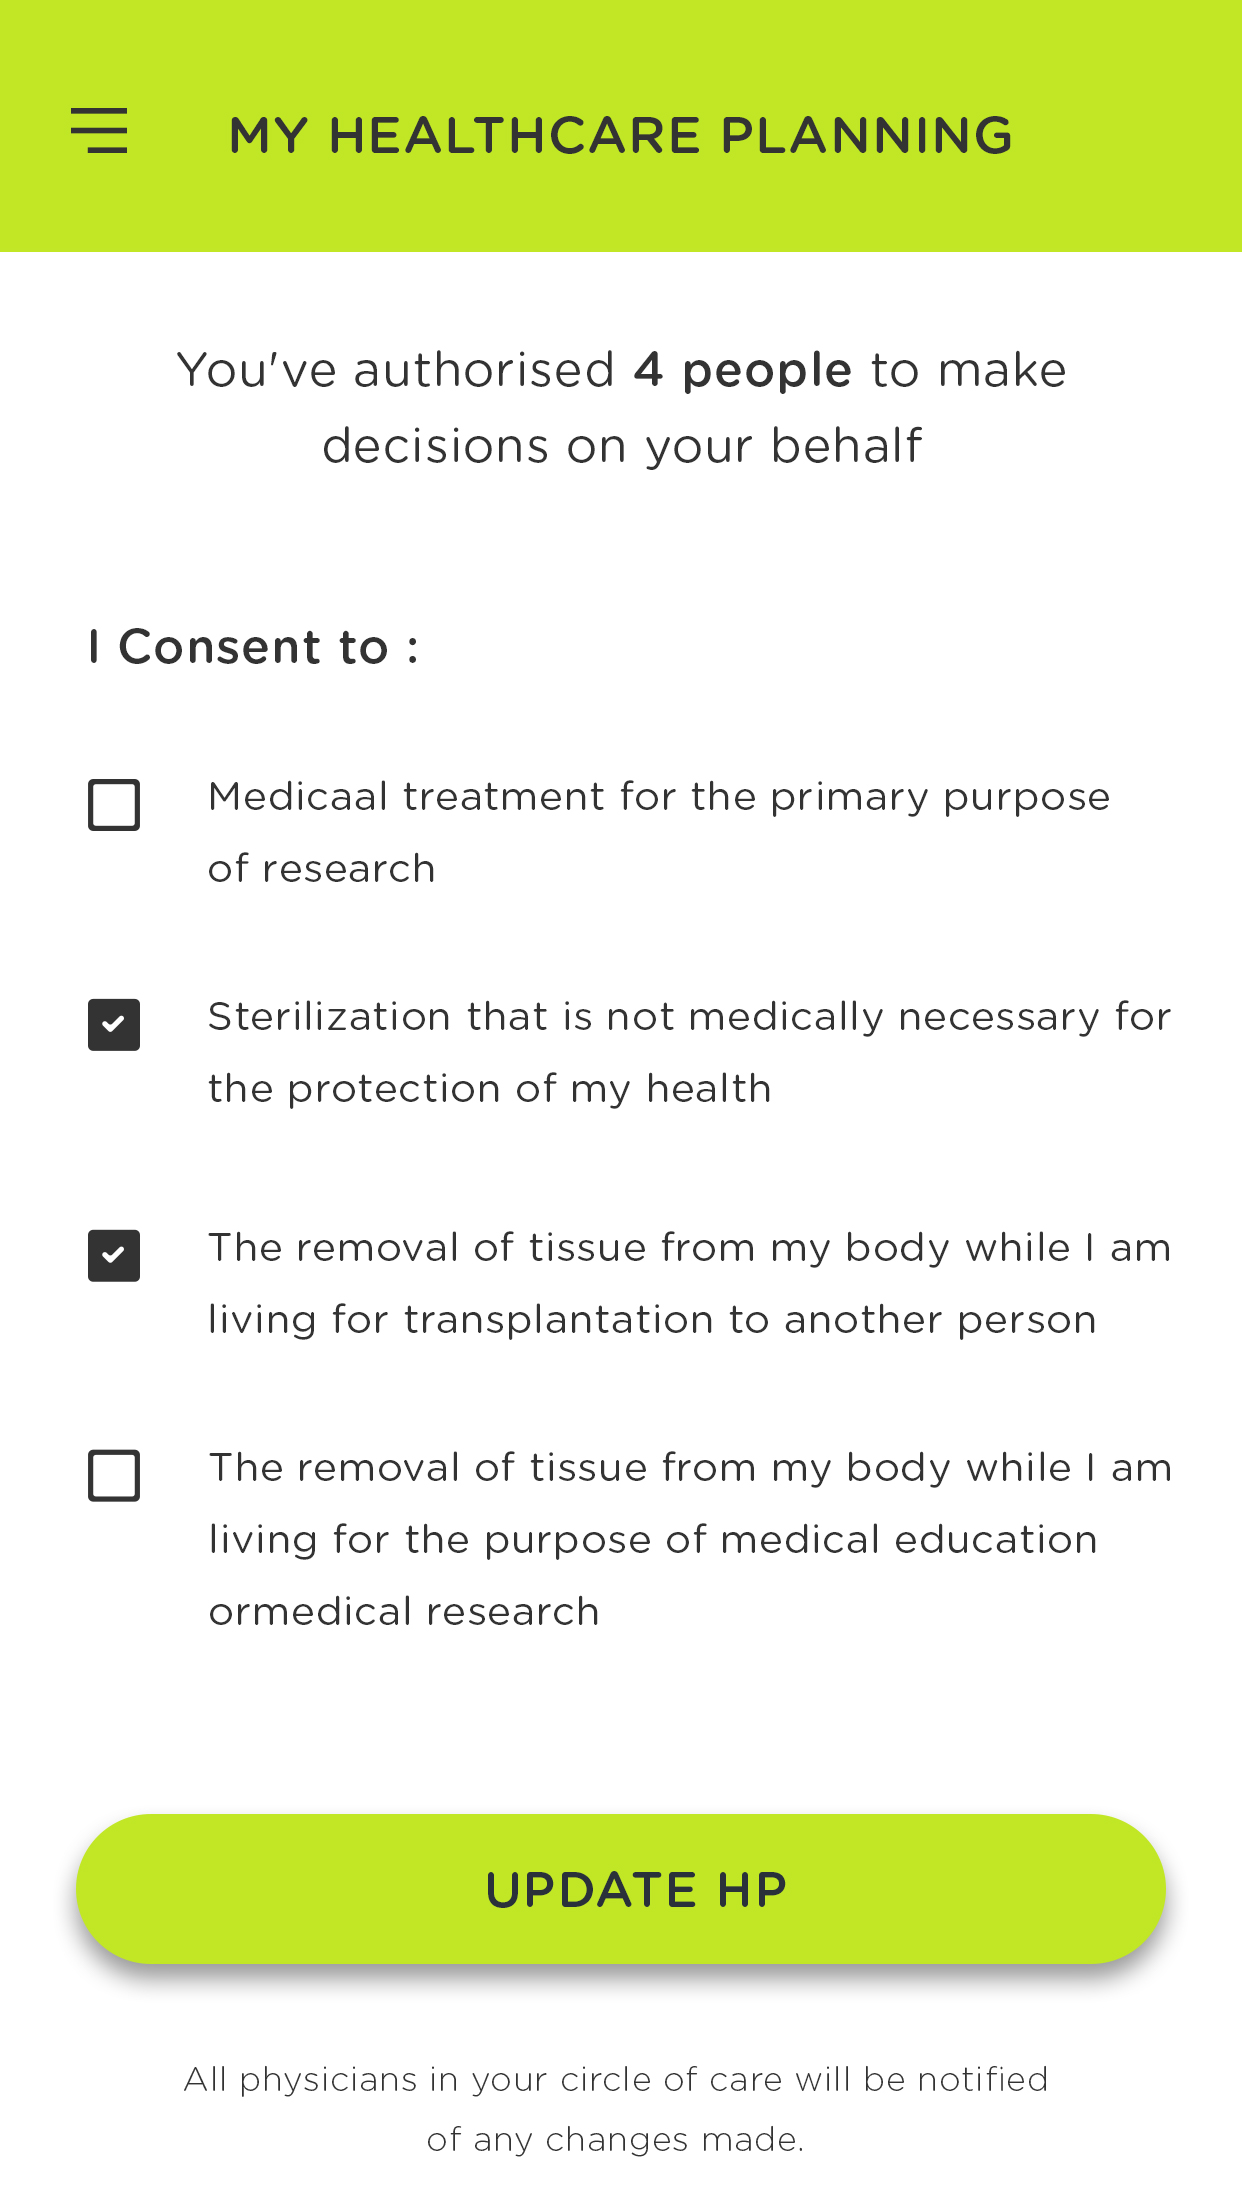 MY HEALTHCARE PLANNING
You've authorised 4 people to make
decisions on your behalf
I Consent to :
Medicaal treatment for the primary purpose
of research
Sterilization that is not medically necessary for
the protection of my health
The removal of tissue from my body while I am
living for transplantation to another person
The removal of tissue from my body while I am
living for the purpose of medical education
ormedical research
UPDATE HP
All physicians in your circle of care will be notified
of any changes made.